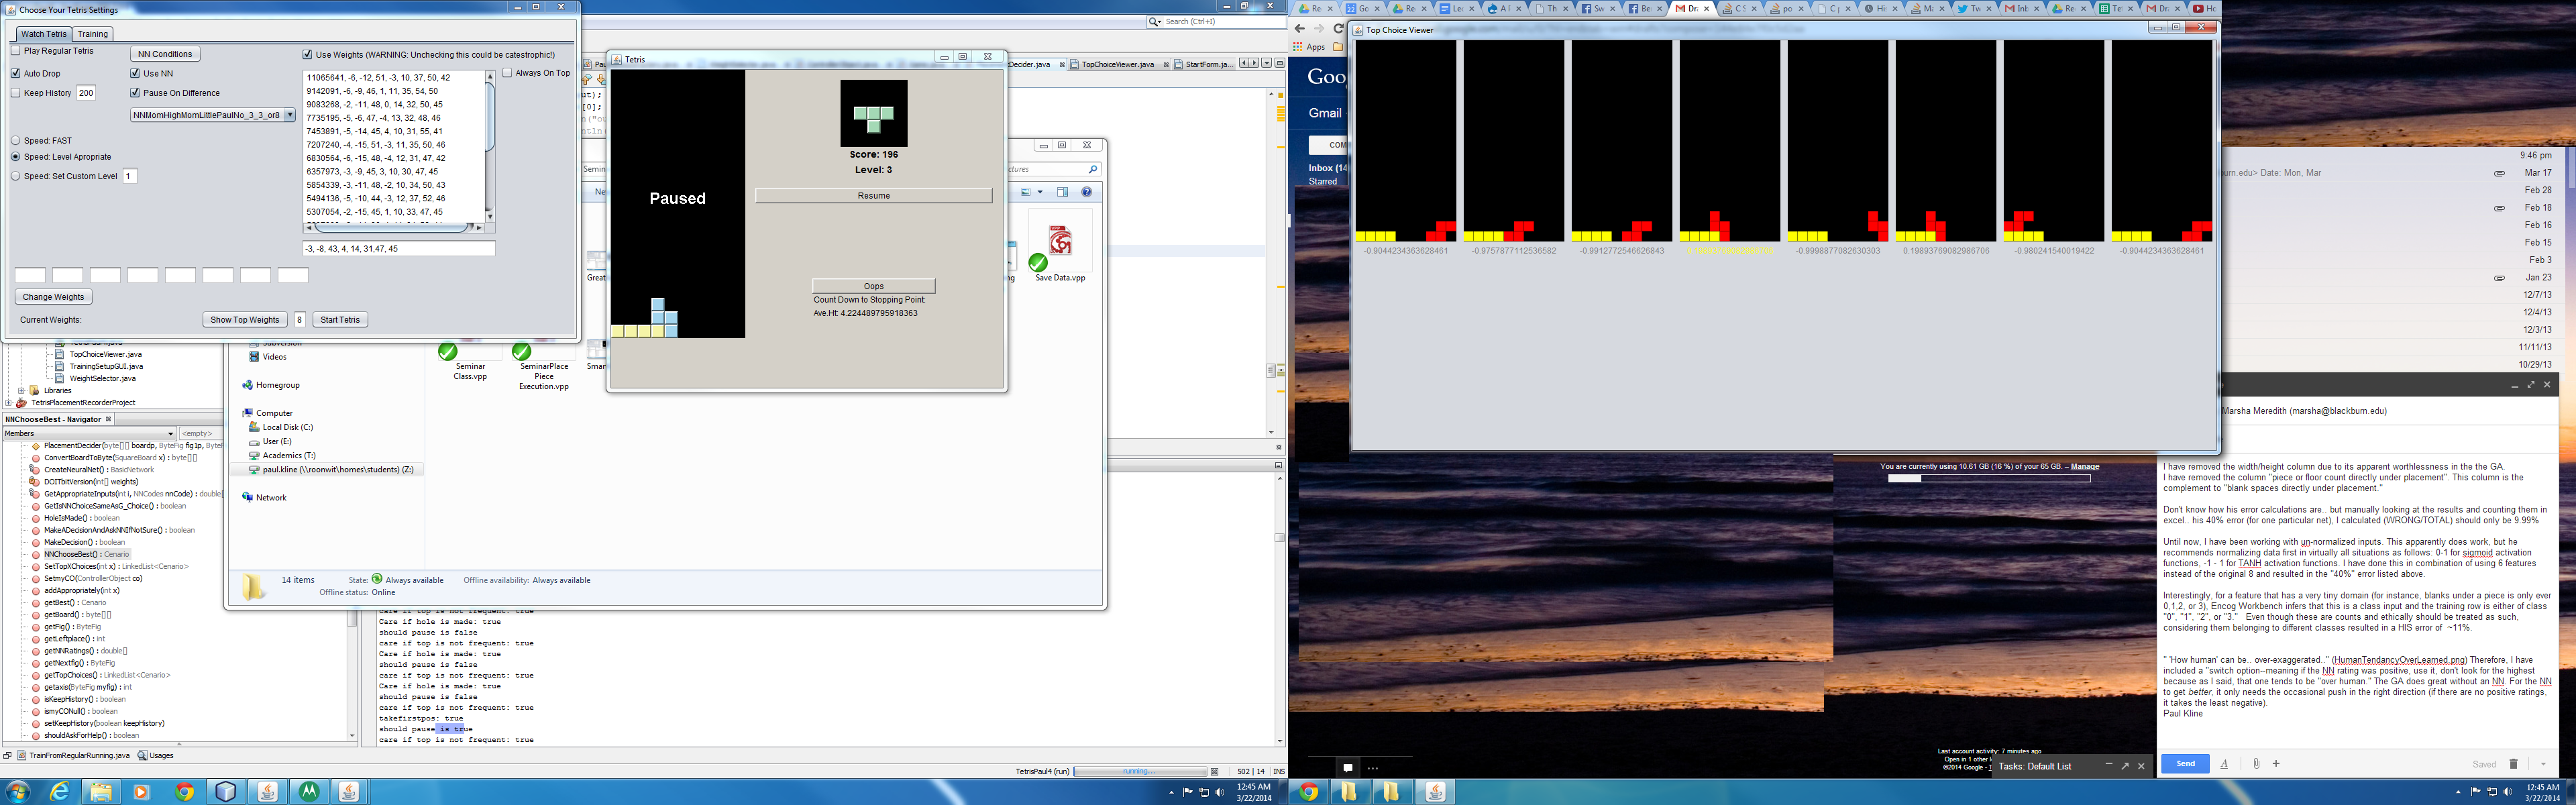 Choose Your Tetris Settings
Watch Tetris
Training
Play Regular Tetris
NN Conditions
Use Weights (WARNING: Unchecking this could be catestrophic!)
Auto Drop
Use NN
Always On Top
Keep History
200
Pause On Difference
NNMomHighMomLittlePaulNo_3_3_or8
11065641, -6, -12, 51, -3, 10, 37, 50, 42
9142091, -6, -9, 46, 1, 11, 35, 54, 50
9083268, -2, -11, 48, 0, 14, 32, 50, 45
7735195, -5, -6, 47, -4, 13, 32, 48, 46
7453891, -5, -14, 45, 4, 10, 31, 55, 41
7207240, -4, -15, 51, -3, 11, 35, 50, 46
6830564, -6, -15, 48, -4, 12, 31, 47, 42
6357973, -3, -9, 45, 3, 10, 30, 47, 45
5854339, -3, -11, 48, -2, 10, 34, 50, 43
5494136, -5, -10, 44, -3, 12, 37, 52, 46
5307054, -2, -15, 45, 1, 10, 33, 47, 45
Speed: FAST
Speed: Level Apropriate
Speed: Set Custom Level
1
-3, -8, 43, 4, 14, 31,47, 45
Change Weights
Current Weights:
Show Top Weights
8
Start Tetris
Search (Ctrl+I)
Decider.java
TopChoiceViewer.java
StartForm.ja...
Tetris
Paused
Score: 196
Level: 3
Resume
Oops
Count Down to Stopping Point:
Ave.Ht: 4.224489795918363
Save Data.vpp
TopChoiceViewer.java
TrainingSetupGUI.java
WeightSelector.java
Libraries
TetrisPlacementRecorderProject
Videos
Homegroup
Computer
Local Disk (C:)
User (E:)
Academics (T:)
paul.kline (\\roonwit\homes\students) (Z:)
Network
Seminar
Class.vpp
SeminarPlace
Piece
Execution.vpp
14 items
State:
Always available
Offline availability: Always available
Offline status: Online
NNChooseBest - Navigator
Members
<empty>
PlacementDecider(byte[][] boardp, ByteFig fig1p, ByteF
ConvertBoardToByte(SquareBoard x) : byte[][]
CreateNeuralNet() : BasicNetwork
DOITbitVersion(int[] weights)
GetAppropriateInputs(int i, NNCodes nnCode) : double[
GetIsNNChoiceSameAsG_Choice() : boolean
HoleIsMade() : boolean
MakeADecisionAndAskNNIfNotSure() : boolean
MakeDecision() : boolean
NNChooseBest() : Cenario
SetTopXChoices(int x) : LinkedList<Cenario>
SetmyCO(ControllerObject co)
addAppropriately(int x)
getBest() : Cenario
getBoard() : byte[][]
getFig() : ByteFig
getLeftplace() : int
getNNRatings() : double[]
getNextfig() : ByteFig
getTopChoices() : LinkedList<Cenario>
getaxis(ByteFig myfig) : int
isKeepHistory() : boolean
ismyCONull() : boolean
setKeepHistory(boolean keepHistory)
shouldAskForHelp() : boolean
care if top is not frequent: true
Care if hole is made: true
should pause is false
care if top is not frequent: true
Care if hole is made: true
should pause is false
care if top is not frequent: true
Care if hole is made: true
should pause is false
care if top is not frequent: true
takefirstpos: true
should pause is true
care if top is not frequent: true
TrainFromRegularRunning.java
Usages
TetrisPaul4 (run)
running...
502 | 14
INS
12:45 AM
3/22/2014
Top Choice Viewer
-0.9044234363628461
-0.9757877112536582
-0.9912772546626843
-0.9998877082630303
0.19893769082986706
-0.980241540019422
-0.9044234363628461
Apps
Goo
Gmail
COM
Inbox (14
Starred
9:46 pm
burn.edu> Date: Mon, Mar
Mar 17
Feb 28
Feb 18
Feb 16
Feb 15
Feb 3
Jan 23
12/7/13
12/4/13
12/3/13
11/11/13
10/29/13
You are currently using 10.61 GB (16 %) of your 65 GB. – Manage
Marsha Meredith (marsha@blackburn.edu)
I have removed the width/height column due to its apparent worthlessness in the the GA.
I have removed the column "piece or floor count directly under placement". This column is the
complement to "blank spaces directly under placement."
Don't know how his error calculations are.. but manually looking at the results and counting them in
excel.. his 40% error (for one particular net), I calculated (WRONG/TOTAL) should only be 9.99%
Until now, I have been working with un-normalized inputs. This apparently does work, but he
recommends normalizing data first in virtually all situations as follows: 0-1 for sigmoid activation
functions, -1 - 1 for TANH activation functions. I have done this in combination of using 6 features
instead of the original 8 and resulted in the "40%" error listed above.
Interestingly, for a feature that has a very tiny domain (for instance, blanks under a piece is only ever
0,1,2, or 3), Encog Workbench infers that this is a class input and the training row is either of class
"0", "1", "2", or "3." Even though these are counts and ethically should be treated as such,
considering them belonging to different classes resulted in a HIS error of ~11%.
" 'How human' can be.. over-exaggerated.." (HumanTendancyOverLearned.png) Therefore, I have
included a "switch option--meaning if the NN rating was positive, use it, don't look for the highest
because as I said, that one tends to be "over human." The GA does great without an NN. For the NN
to get better, it only needs the occasional push in the right direction (if there are no positive ratings,
it takes the least negative).
Paul Kline
Last account activity: 7 minutes ago
Open in 1 other l
©2014 Google -
Tasks: Default List
Send
Saved
12:45 AM
3/22/2014